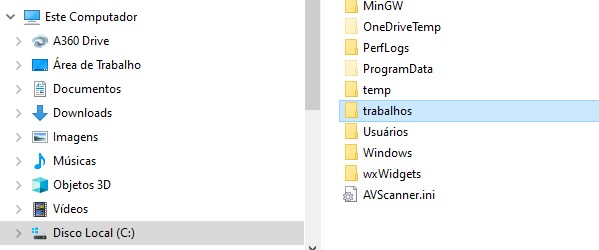 Este Computador
A360 Drive
Área de Trabalho
Documentos
Downloads
Imagens
Músicas
Objetos 3D
Vídeos
Disco Local (C:)
MinGW
OneDriveTemp
PerfLogs
ProgramData
temp
trabalhos
Usuários
Windows
wxWidgets
AVScanner.ini